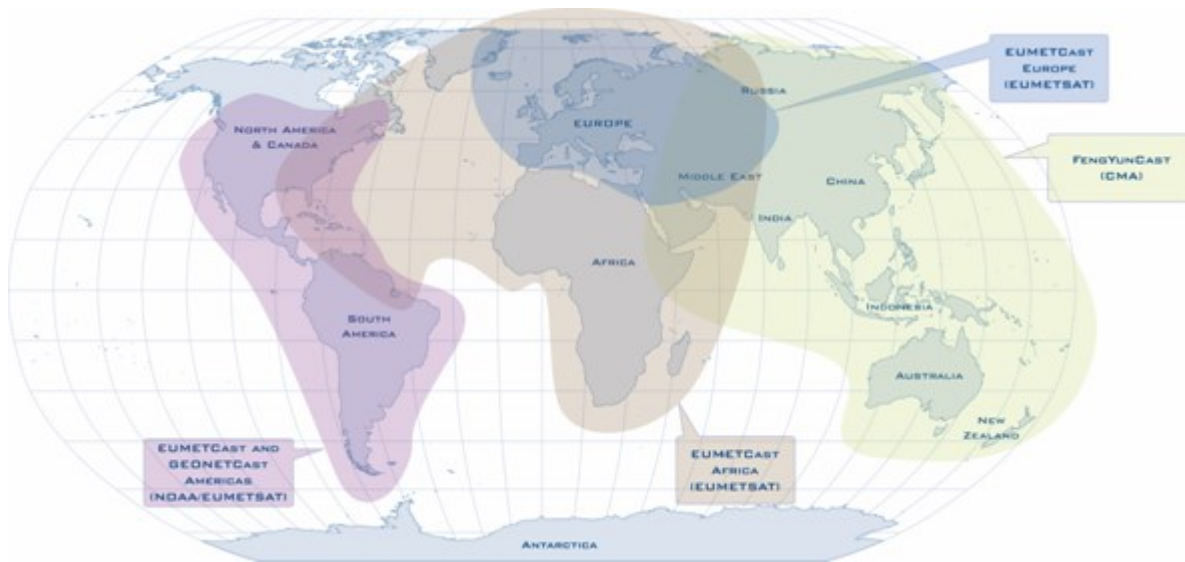 EUMETCast
Europe
(EUMETSAT)
Russia
North America
& Canada
Europe
FengYunCast
(CMA)
Middle East
China
India
Africa
Indonesia
South
America
Australia
New
Zealand
EUMETCast and
GEONETCast
Americas
(NOAA/EUMETSAT)
EUMETCast
Africa
(EUMETSAT)
Antarctica